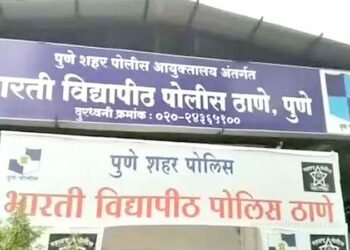 पुणे शहर पोलीस आयुक्तालय अंतर्गत
भारती विद्यापीठ पोलीस ठाणे, पुणे
दुरध्वनी क्रमांक : ०२०-२४३६५१००
पुणे शहर पोलिस
पुणे पोलीस
भारती विद्यापीठ पोलिस ठाणे